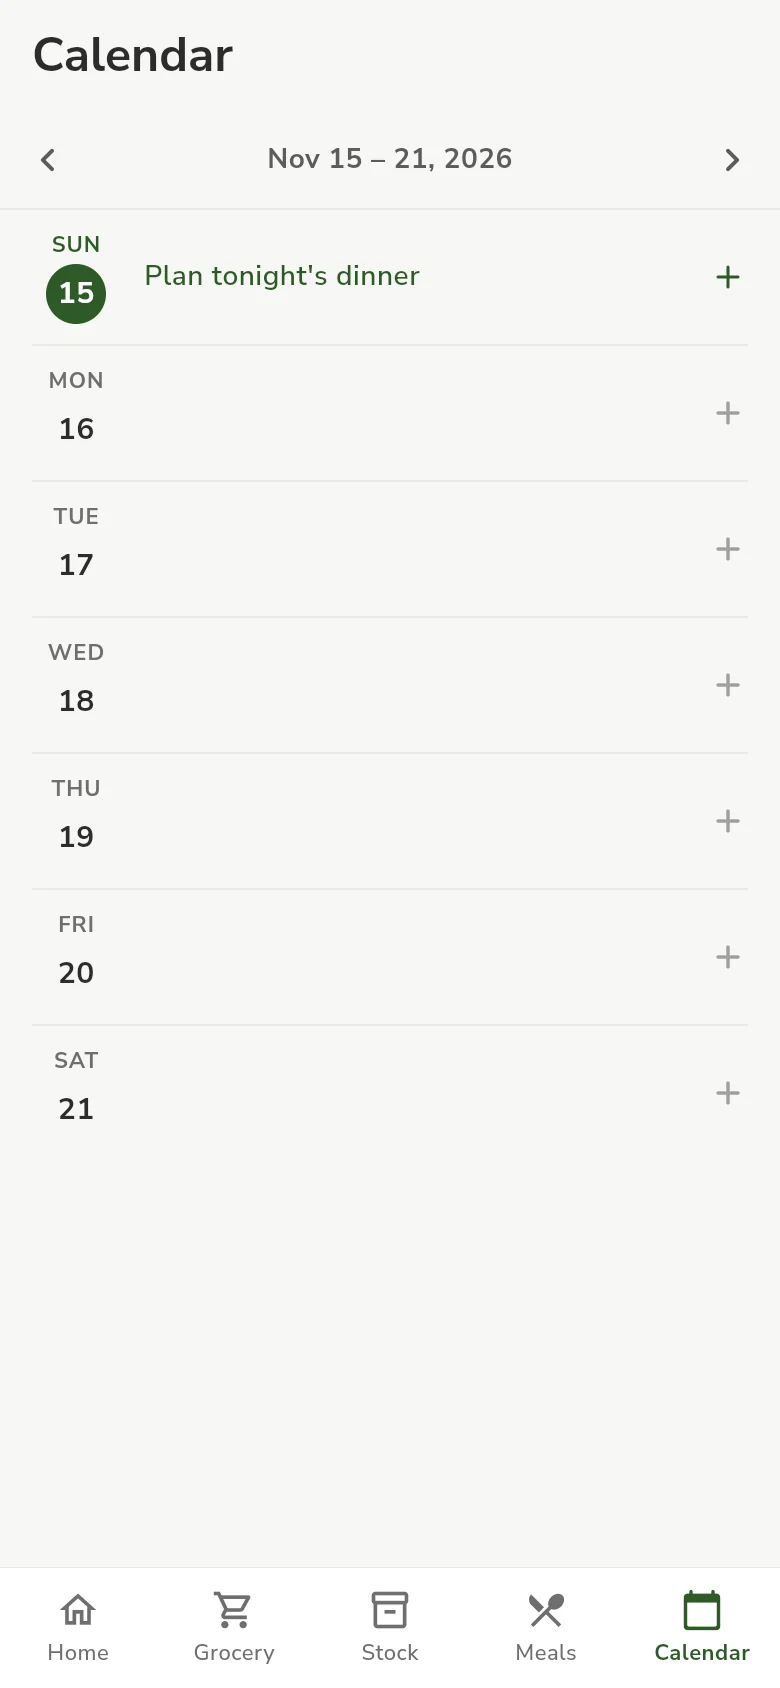 Calendar
Nov 15 – 21, 2026
SUN
15
Plan tonight's dinner
MON
16
TUE
17
WED
18
THU
19
FRI
20
SAT
21
Home
Grocery
Stock
Meals
Calendar